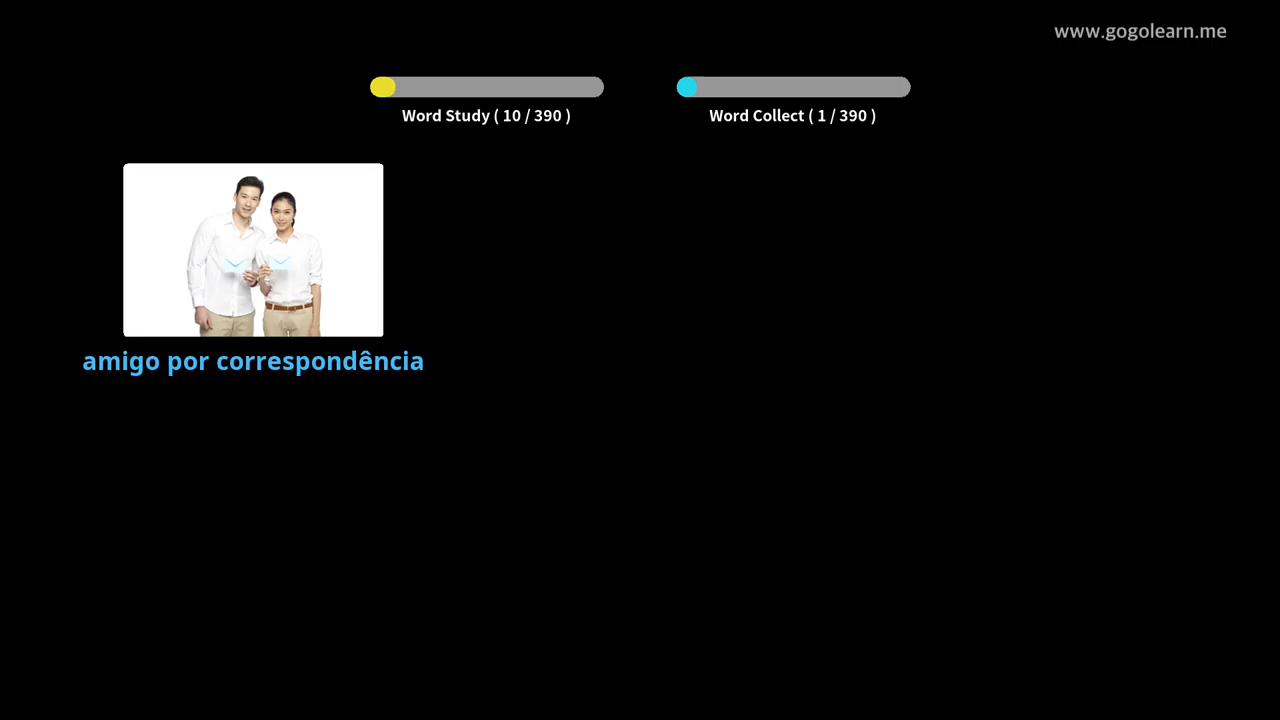 www.gogolearn.me
Word Study ( 10 / 390 )
Word Collect ( 1 / 390 )
amigo por correspondência